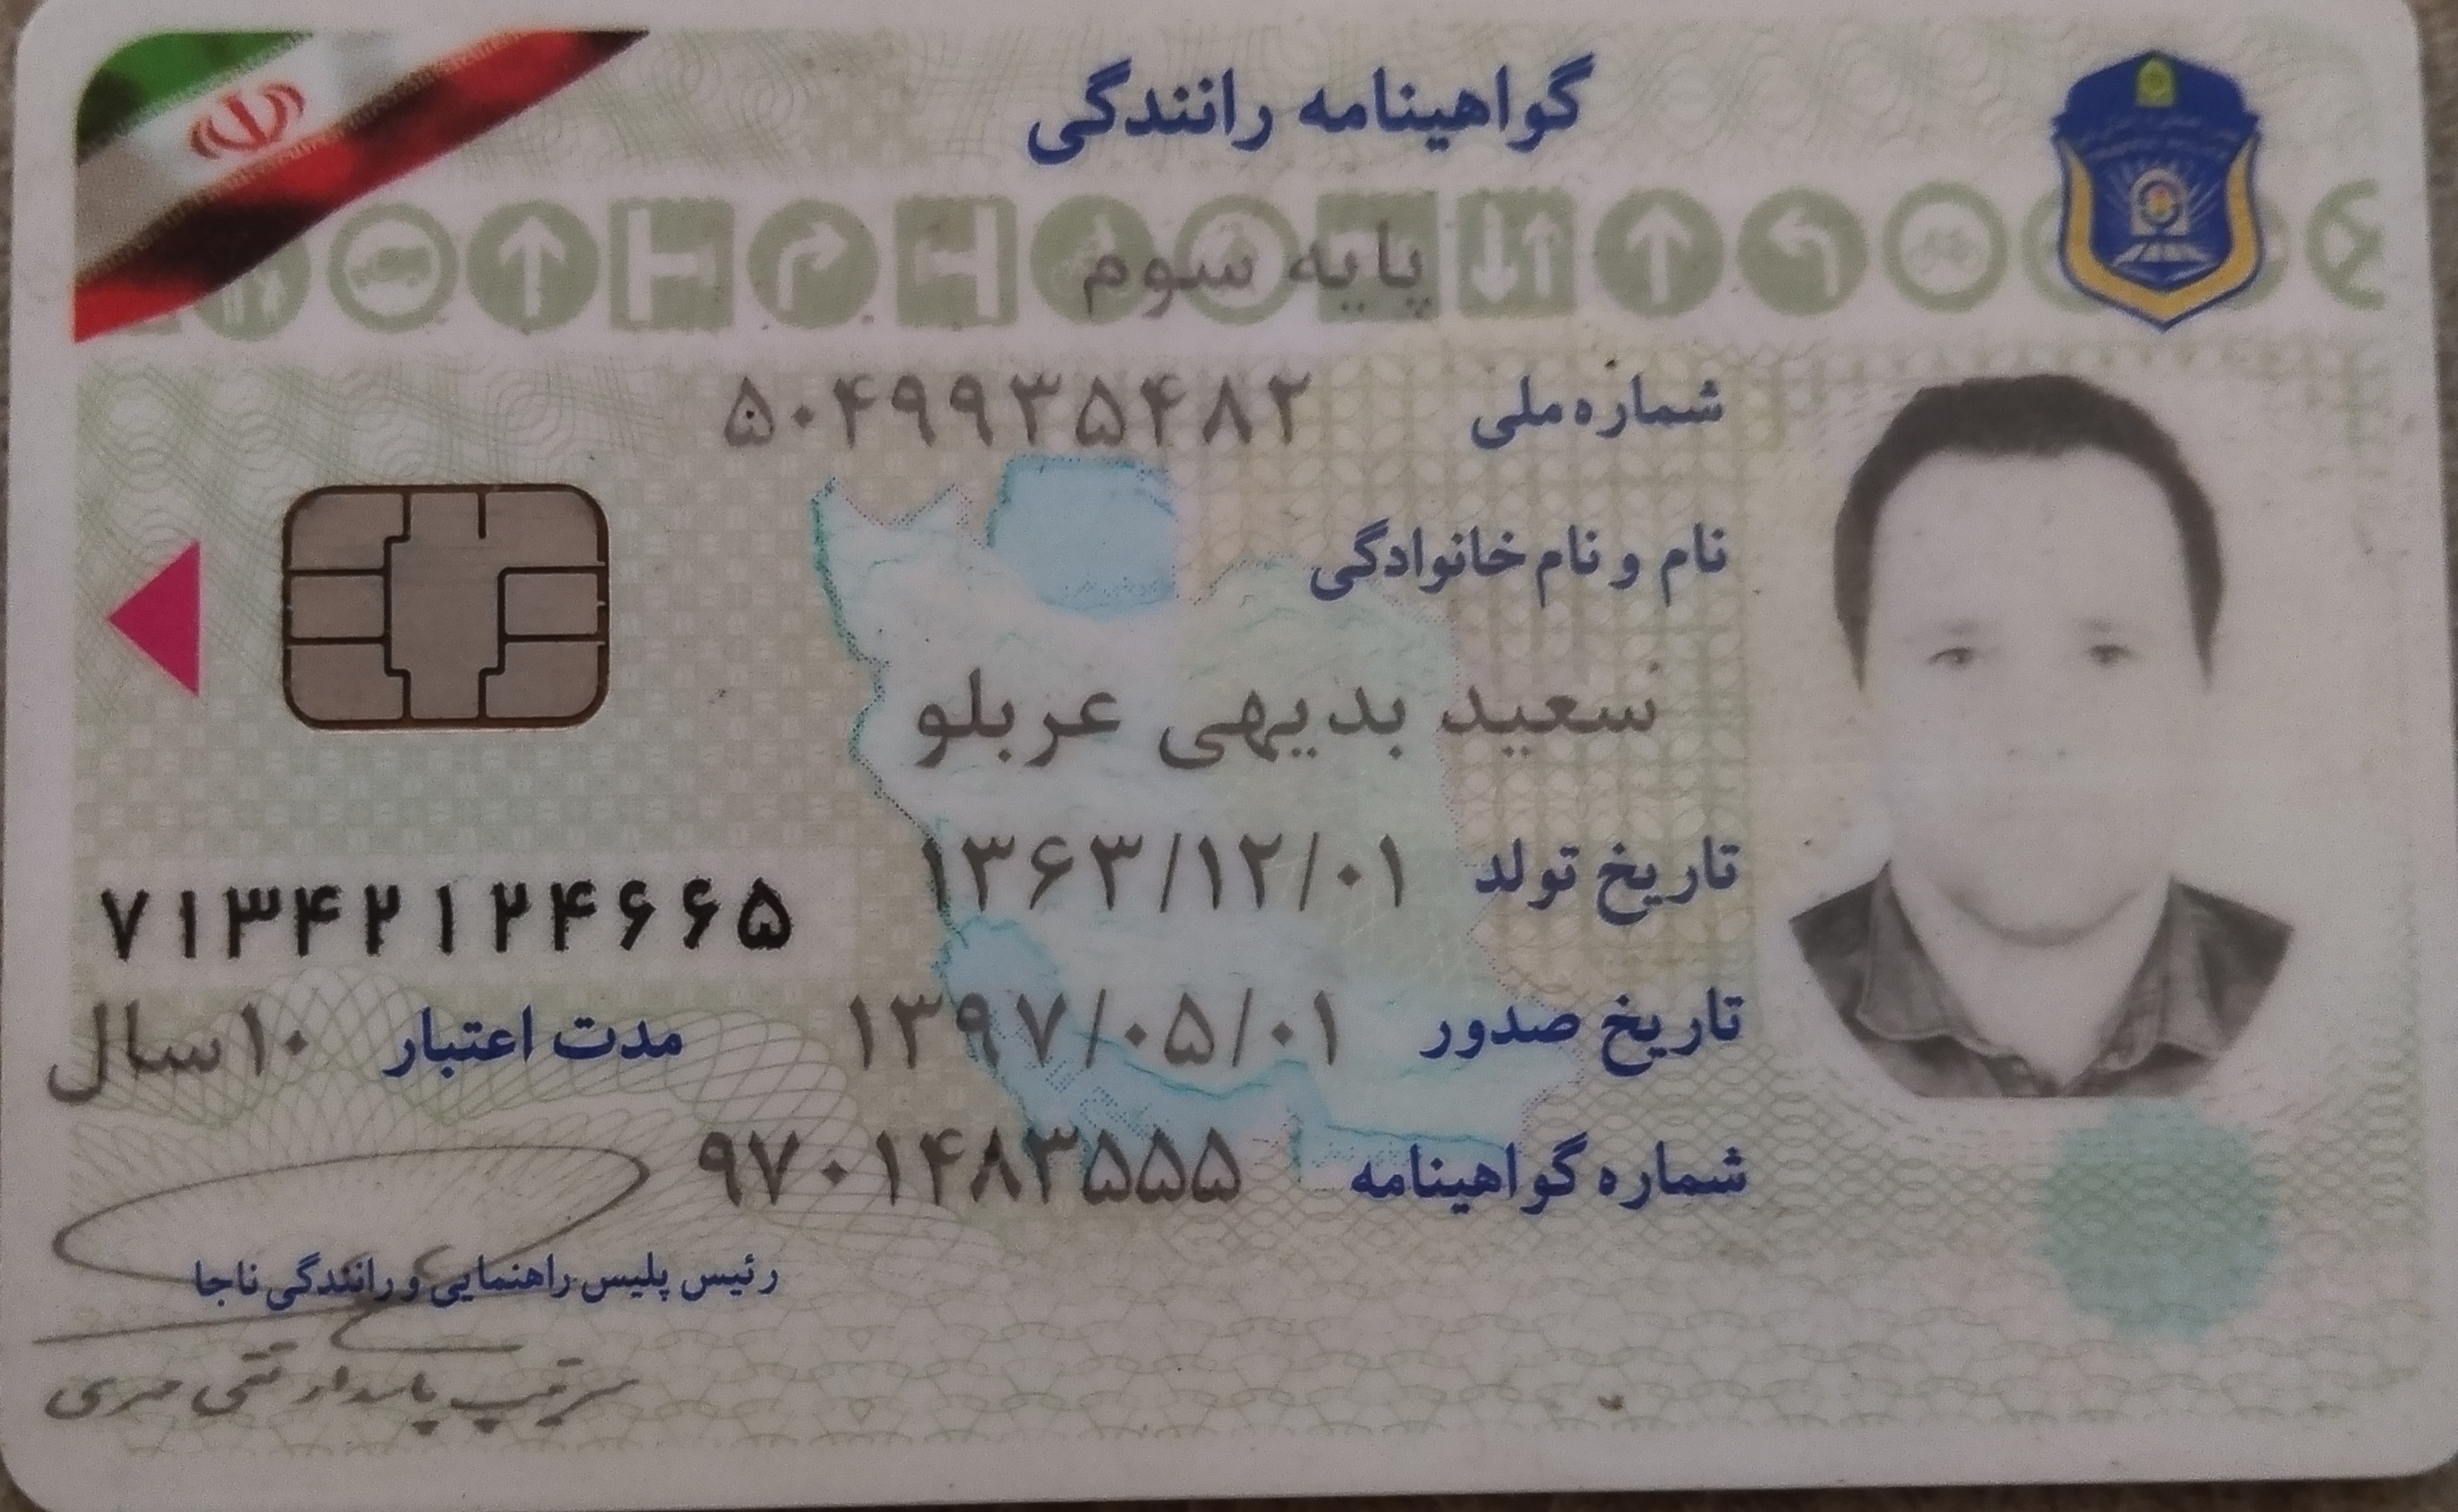 گواهینامه رانندگی
پایه سوم
شماره ملی ۵۰۴۹۹۳۵۴۸۲
نام و نام خانوادگی
سعید بدیهی عربلو
تاریخ تولد ۱۳۶۳/۱۲/۰۱
۷۱۳۴۲۱۲۴۶۶۵
تاریخ صدور ۱۳۹۷/۰۵/۰۱ مدت اعتبار ۱۰سال
شماره گواهینامه ۹۷۰۱۴۸۳۵۵۵
رئیس پلیس راهنمایی و رانندگی ناجا
سرتیپ پاسدار تقی مهری